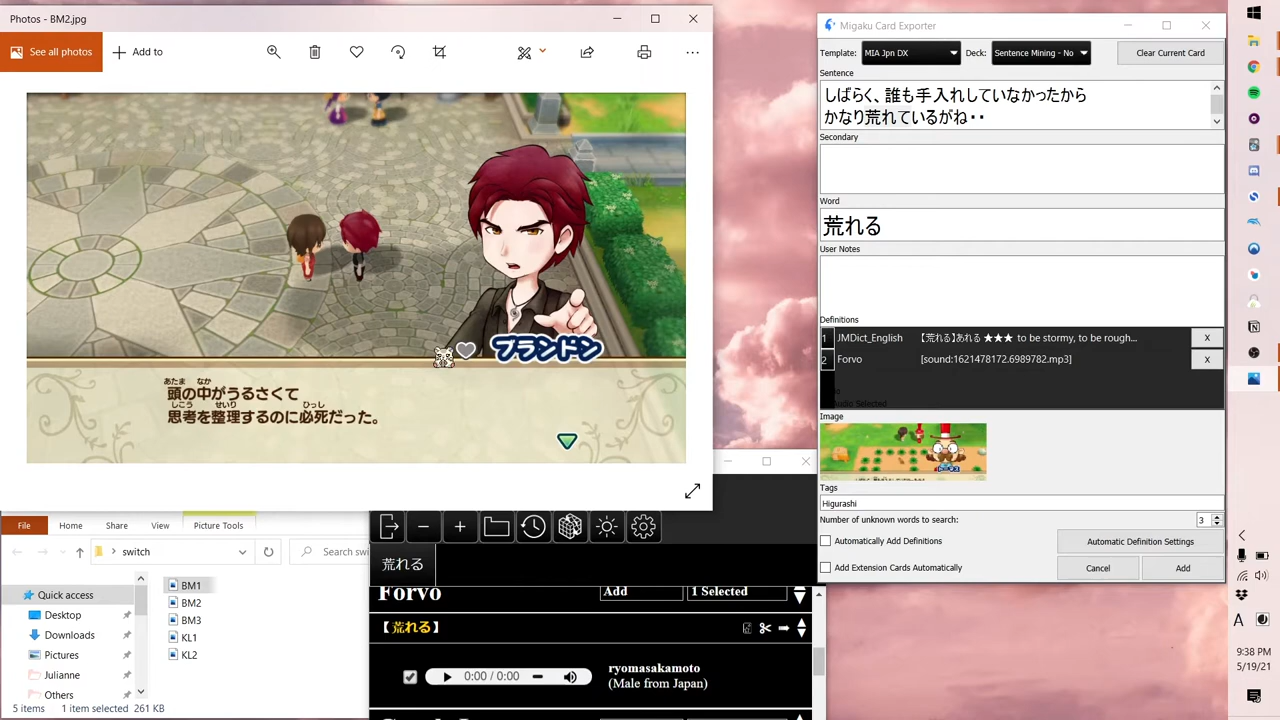 Photos - BM2.jpg
See all photos
Add to
ブランドン
あたま なか
頭の中がうるさくて
しこう せいり ひっし
思考を整理するのに必死だった。
File
Home
Share
View
Picture Tools
switch
Search sw
Quick access
Desktop
Downloads
Pictures
Julianne
Others
BM1
BM2
BM3
KL1
KL2
5 items
1 item selected 261 KB
荒れる
Forvo
Add
1 Selected
【荒れる】
0:00 / 0:00
ryomasakamoto
(Male from Japan)
Migaku Card Exporter
Template:
MIA Jpn DX
Deck:
Sentence Mining - No
Clear Current Card
Sentence
しばらく、誰も手入れしていなかったから
かなり荒れているがね・・
Secondary
Word
荒れる
User Notes
Definitions
1 JMDict_English 【荒れる】あれる ★★★ to be stormy, to be rough... X
2 Forvo [sound:1621478172.6989782.mp3] X
Image
Tags
Higurashi
Number of unknown words to search:
3
Automatically Add Definitions
Automatic Definition Settings
Add Extension Cards Automatically
Cancel
Add
A
9:38 PM
5/19/21